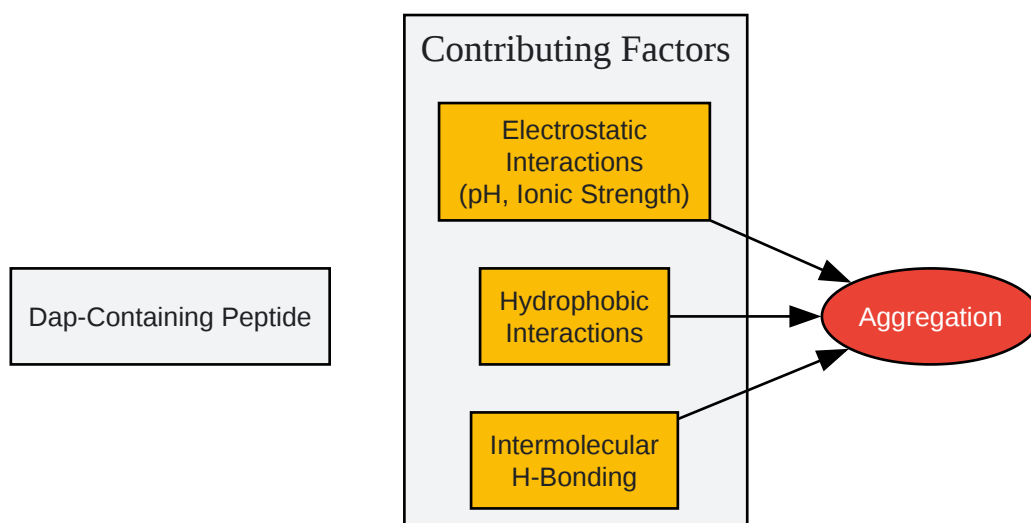 Contributing Factors
Electrostatic
Interactions
(pH, Ionic Strength)
Dap-Containing Peptide
Hydrophobic
Interactions
Aggregation
Intermolecular
H-Bonding